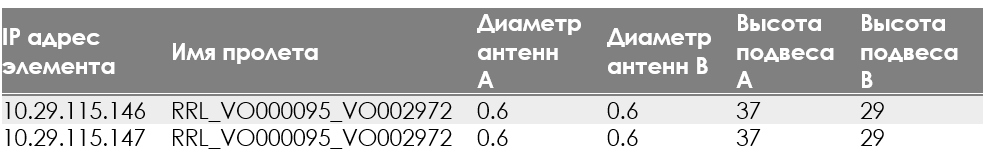 IP адрес элемента Имя пролета Диаметр антенн А Диаметр антенн В Высота подвеса А Высота подвеса В
10.29.115.146 RRL_VO000095_VO002972 0.6 0.6 37 29
10.29.115.147 RRL_VO000095_VO002972 0.6 0.6 37 29